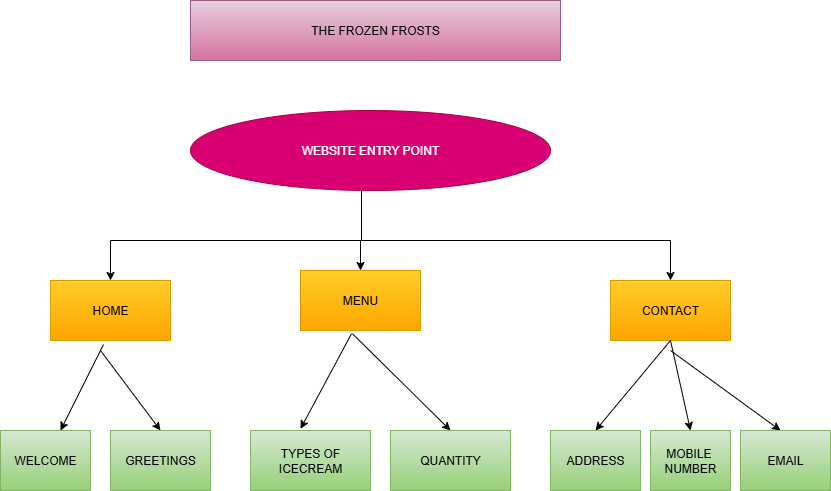 THE FROZEN FROSTS
WEBSITE ENTRY POINT
HOME
MENU
CONTACT
WELCOME
GREETINGS
TYPES OF
ICECREAM
QUANTITY
ADDRESS
MOBILE
NUMBER
EMAIL